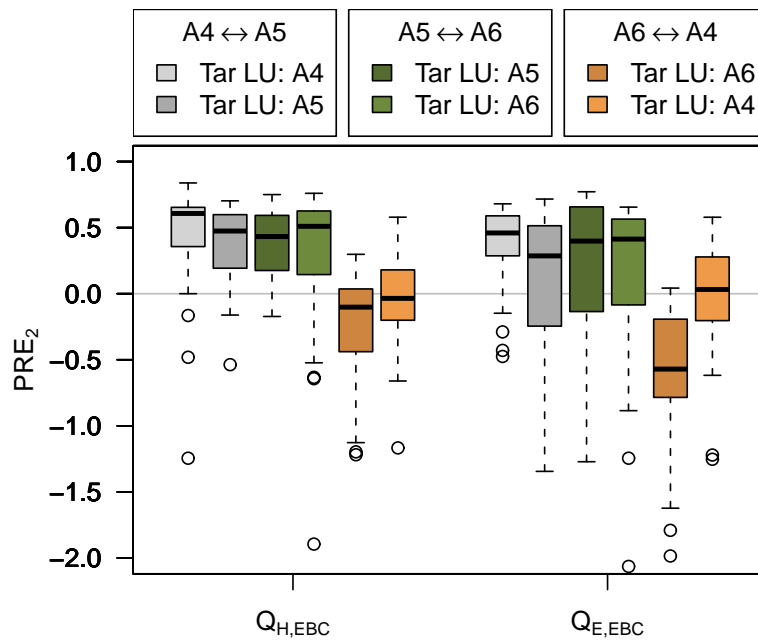 A4 ↔ A5
Tar LU: A4
Tar LU: A5
A5 ↔ A6
Tar LU: A5
Tar LU: A6
A6 ↔ A4
Tar LU: A6
Tar LU: A4
PRE₂
1.0
0.5
0.0
−0.5
−1.0
−1.5
−2.0
Q_H,EBC
Q_E,EBC